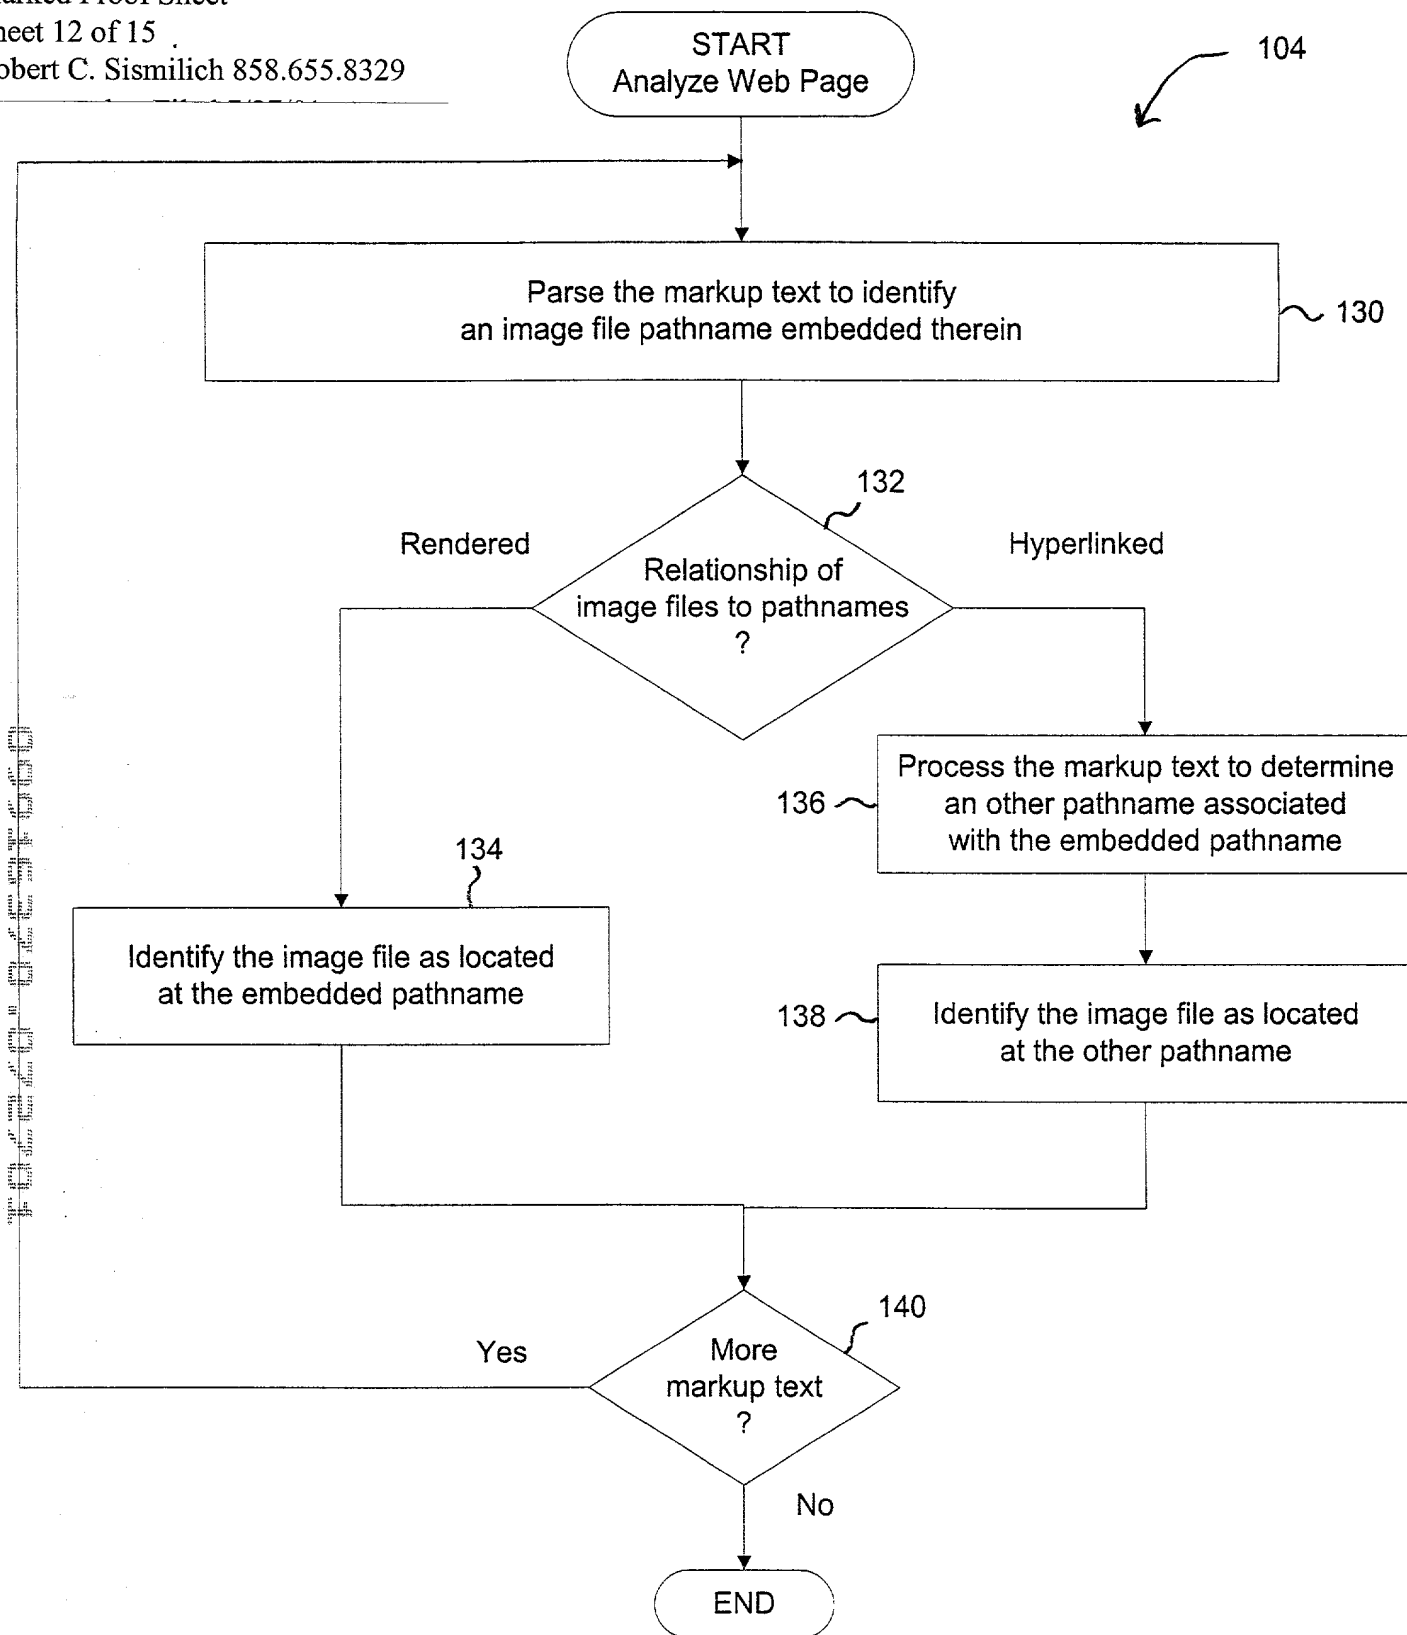 Proof Sheet
12 of 15
C. Sismilich 858.655.8329
START
Analyze Web Page
104
Parse the markup text to identify
an image file pathname embedded therein
130
132
Rendered
Hyperlinked
Relationship of
image files to pathnames
?
Process the markup text to determine
an other pathname associated
with the embedded pathname
136
134
Identify the image file as located
at the embedded pathname
138
Identify the image file as located
at the other pathname
140
Yes
More
markup text
?
No
END